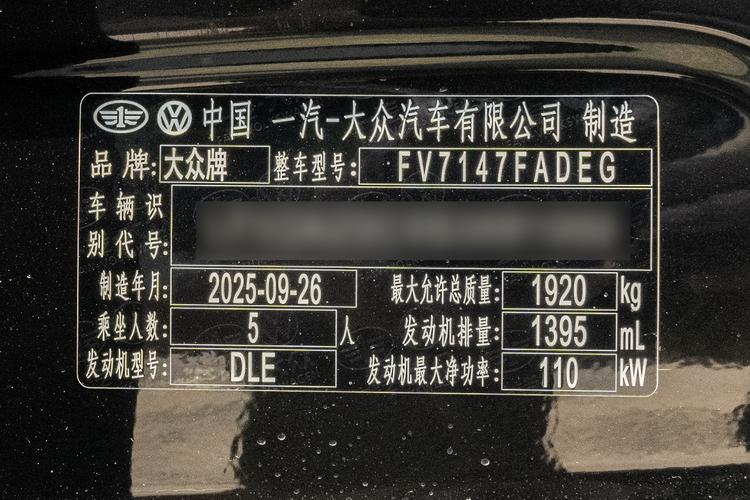 中国 一汽-大众汽车有限公司 制造
品牌: 大众牌 整车型号: FV7147FADEG
车辆识
别代号:
制造年月: 2025-09-26 最大允许总质量: 1920 kg
乘坐人数: 5 人 发动机排量: 1395 mL
发动机型号: DLE 发动机最大净功率: 110 kW